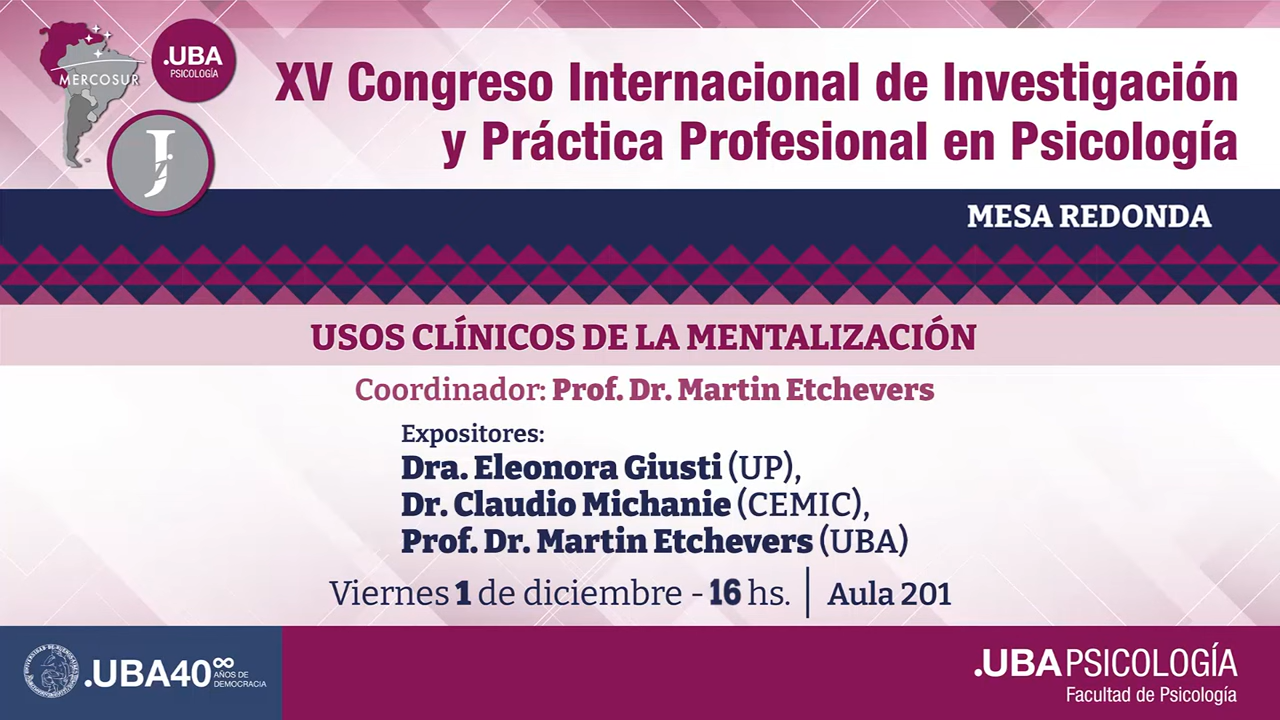 MERCOSUR
.UBA
PSICOLOGÍA
J
XV Congreso Internacional de Investigación
y Práctica Profesional en Psicología
MESA REDONDA
USOS CLÍNICOS DE LA MENTALIZACIÓN
Coordinador: Prof. Dr. Martin Etchevers
Expositores:
Dra. Eleonora Giusti (UP),
Dr. Claudio Michanie (CEMIC),
Prof. Dr. Martin Etchevers (UBA)
Viernes 1 de diciembre - 16 hs. | Aula 201
.UBA40∞
AÑOS DE
DEMOCRACIA
.UBAPSICOLOGÍA
Facultad de Psicología